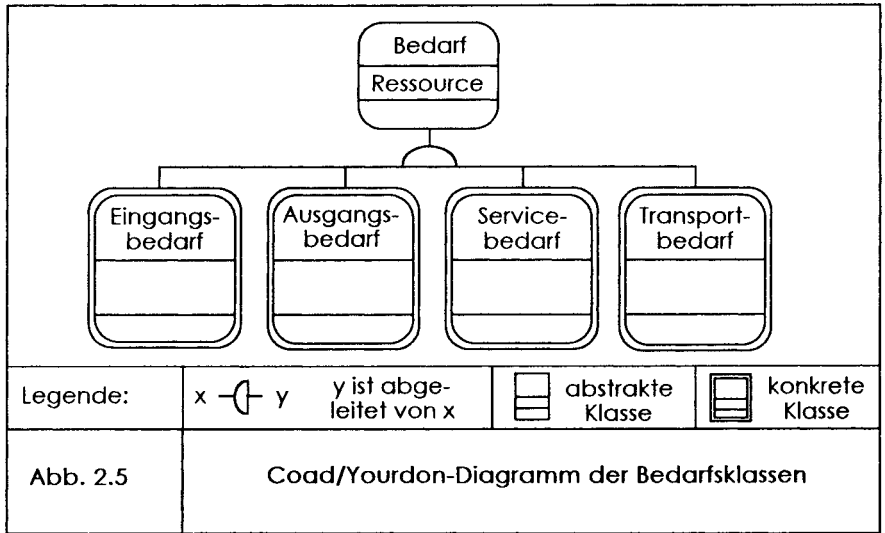 Bedarf
Ressource
Eingangs-
bedarf
Ausgangs-
bedarf
Service-
bedarf
Transport-
bedarf
Legende:
x y
y ist abge-
leitet von x
abstrakte
Klasse
konkrete
Klasse
Abb. 2.5
Coad/Yourdon-Diagramm der Bedarfsklassen